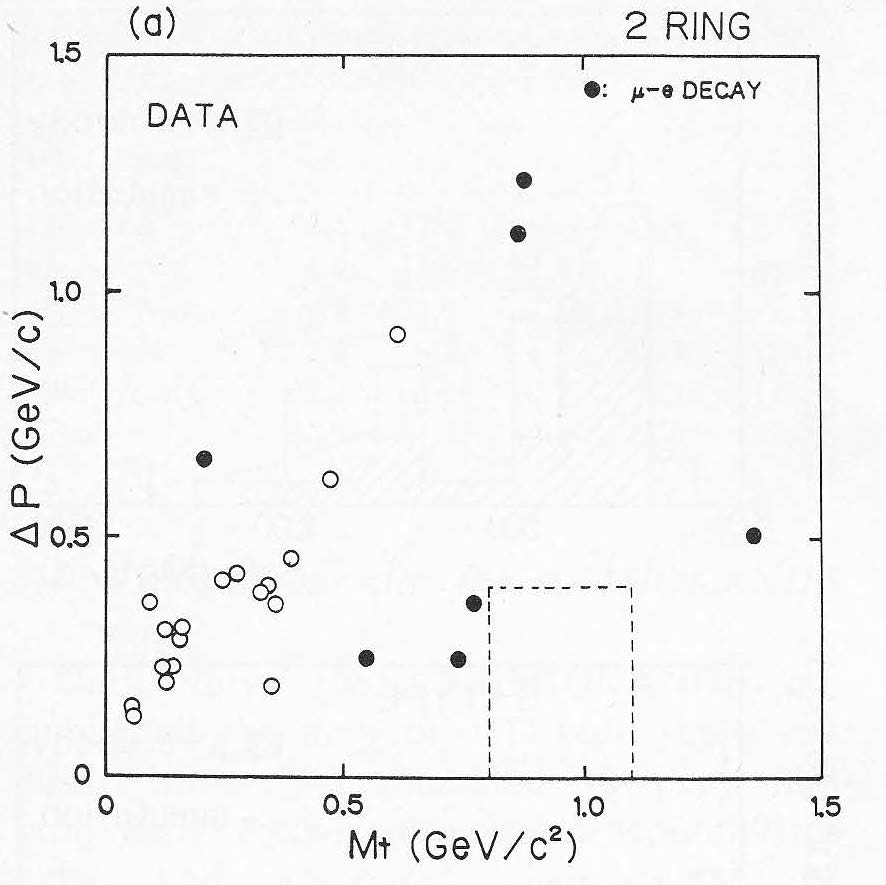 (a) 2 RING
1.5
●: μ-e DECAY
DATA
1.0
ΔP (GeV/c)
0.5
0
0 0.5 1.0 1.5
Mt (GeV/c²)